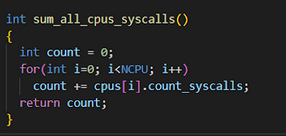 int sum_all_cpus_syscalls()
{
  int count = 0;
  for(int i=0; i<NCPU; i++)
    count += cpus[i].count_syscalls;
  return count;
}